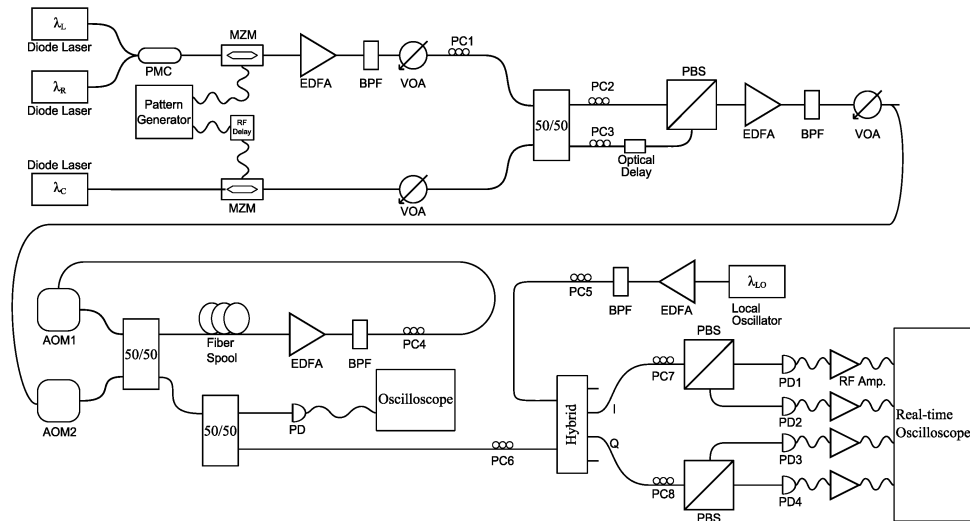 λL
Diode Laser
λR
Diode Laser
PMC
MZM
EDFA
BPF
VOA
PC1
Pattern
Generator
RF
Delay
Diode Laser
λC
MZM
VOA
50/50
PC2
PC3
Optical
Delay
PBS
EDFA
BPF
VOA
AOM1
AOM2
50/50
Fiber
Spool
EDFA
BPF
PC4
50/50
PD
Oscilloscope
PC5
BPF
EDFA
λLO
Local
Oscillator
PC6
Hybrid
I
Q
PC7
PBS
PC8
PBS
PD1
RF Amp.
PD2
PD3
PD4
Real-time
Oscilloscope